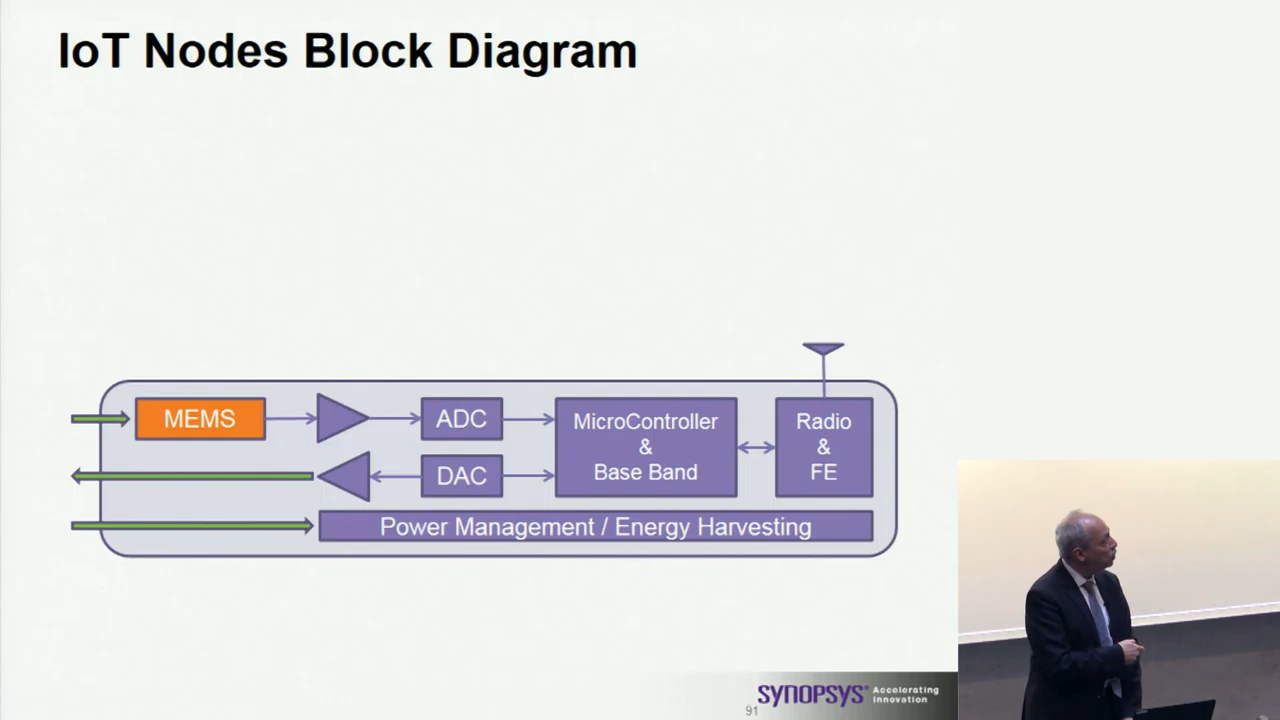 IoT Nodes Block Diagram
MEMS
ADC
MicroController
&
Base Band
Radio
&
FE
DAC
Power Management / Energy Harvesting
SYNOPSYS®
Accelerating
Innovation
91